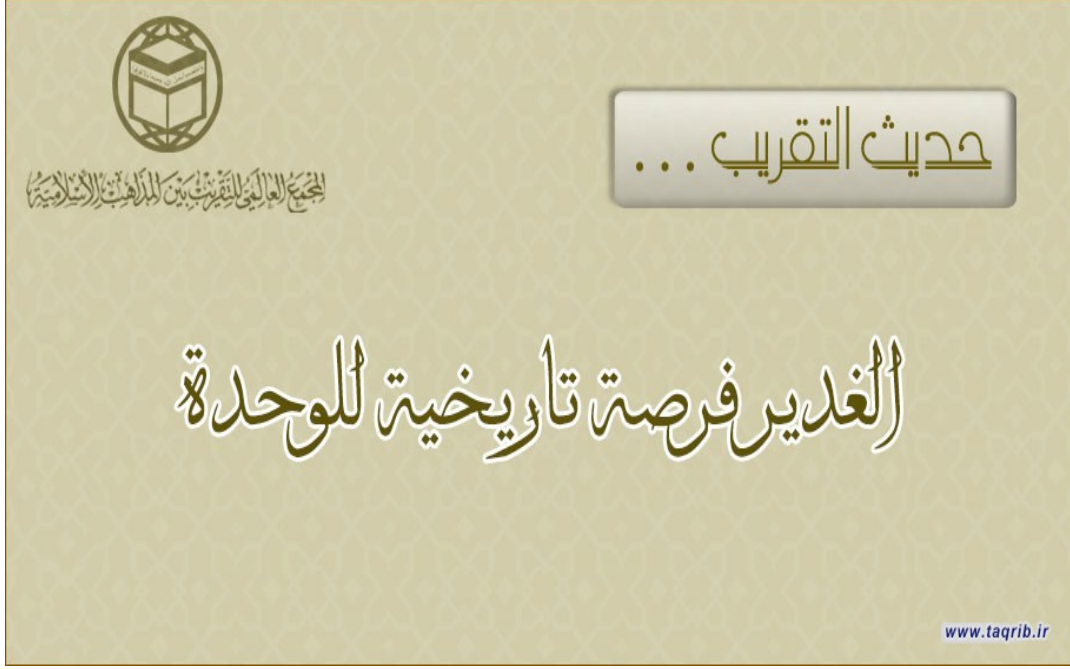 حديث التقريب ...
المجمع العالمي للتقريب بين المذاهب الإسلامية
الغدير فرصة تاريخية للوحدة
www.taqrib.ir